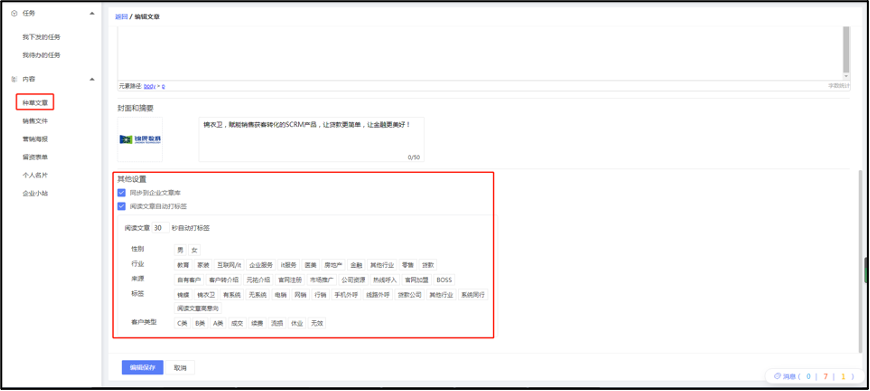 任务
我下发的任务
我待办的任务
内容
种草文章
销售文件
营销海报
留资表单
个人名片
企业小站
返回 / 编辑文章
元素路径: body > p
字数统计
封面和摘要
锦衣卫，赋能销售获客转化的SCRM产品，让贷款更简单，让金融更美好！
0/50
其他设置
同步到企业文章库
阅读文章自动打标签
阅读文章 30 秒自动打标签
性别 男 女
行业 教育 家装 互联网/it 企业服务 it服务 医美 房地产 金融 其他行业 零售 贷款
来源 自有客户 客户转介绍 元祐介绍 官网注册 市场推广 公司资源 热线呼入 官网加盟 BOSS
标签 锦蝶 锦衣卫 有系统 无系统 电销 网销 行销 手机外呼 线路外呼 贷款公司 其他行业 系统同行
阅读文章高意向
客户类型 C类 B类 A类 成交 续费 流损 休业 无效
编辑保存 取消
消息 ( 0 | 7 | 1 )